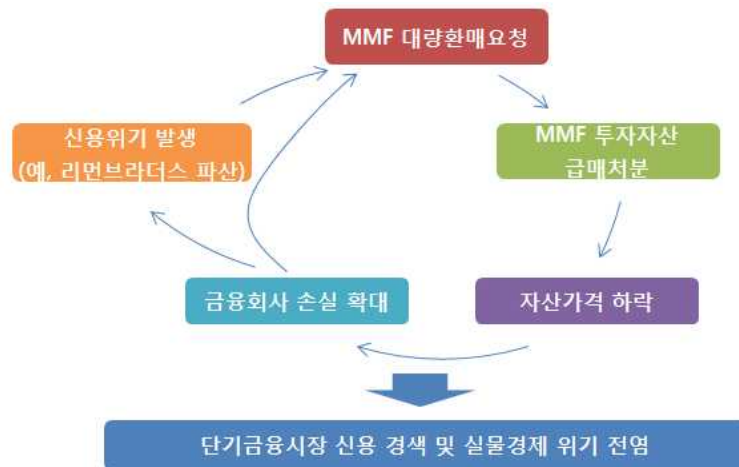 MMF 대량환매요청
신용위기 발생
(예, 리먼브라더스 파산)
MMF 투자자산
급매처분
금융회사 손실 확대
자산가격 하락
단기금융시장 신용 경색 및 실물경제 위기 전염